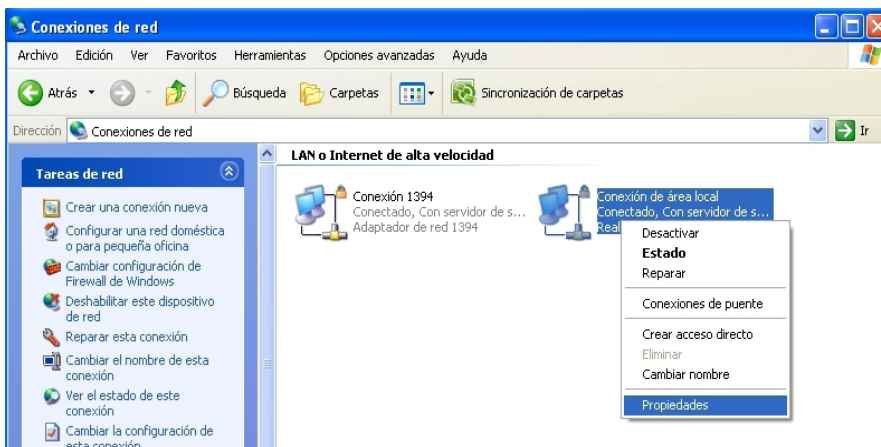 Conexiones de red
Archivo Edición Ver Favoritos Herramientas Opciones avanzadas Ayuda
Atrás Búsqueda Carpetas Sincronización de carpetas
Dirección Conexiones de red Ir
Tareas de red
Crear una conexión nueva
Configurar una red doméstica
o para pequeña oficina
Cambiar configuración de
Firewall de Windows
Deshabilitar este dispositivo
de red
Reparar esta conexión
Cambiar el nombre de esta
conexión
Ver el estado de este
conexión
Cambiar la configuración de
esta conexión
LAN o Internet de alta velocidad
Conexión 1394
Conectado, Con servidor de s...
Adaptador de red 1394
Conexión de área local
Conectado, Con servidor de s...
Real
Desactivar
Estado
Reparar
Conexiones de puente
Crear acceso directo
Eliminar
Cambiar nombre
Propiedades